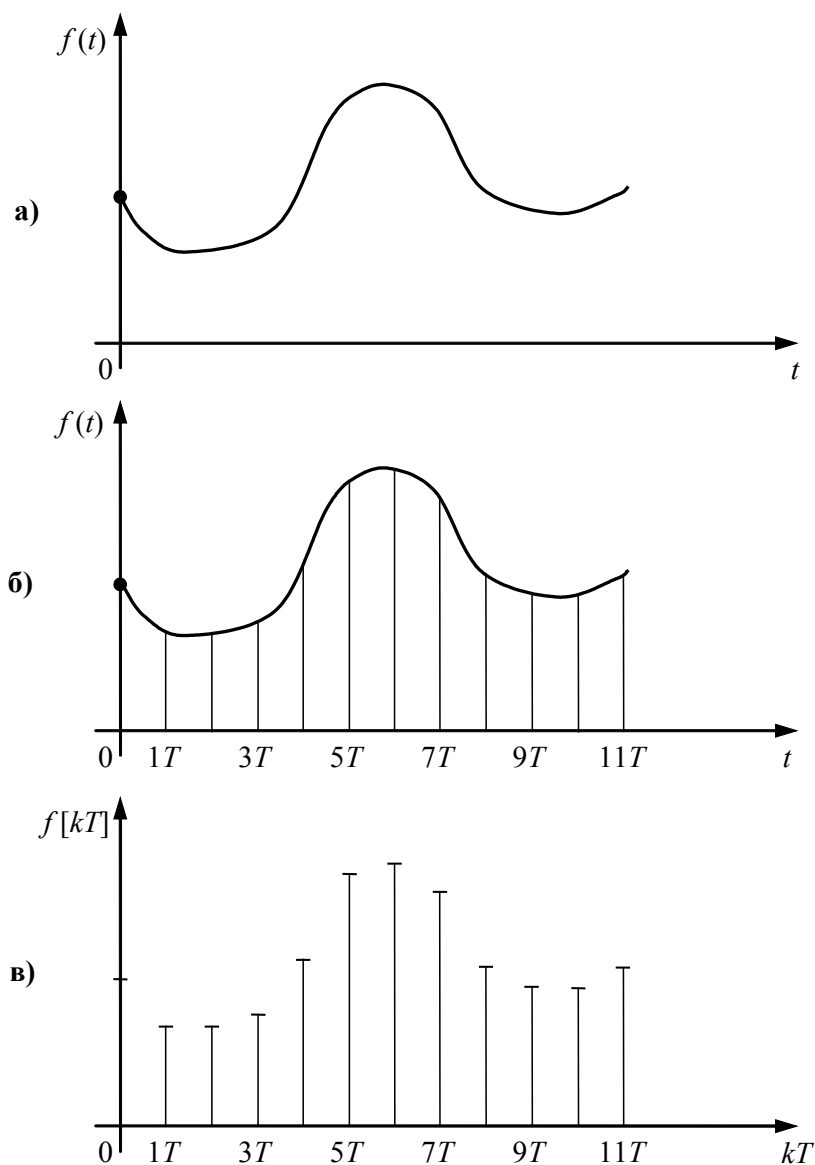 f(t)
а)
0
t
f(t)
б)
0 1T 3T 5T 7T 9T 11T t
f[kT]
в)
0 1T 3T 5T 7T 9T 11T kT